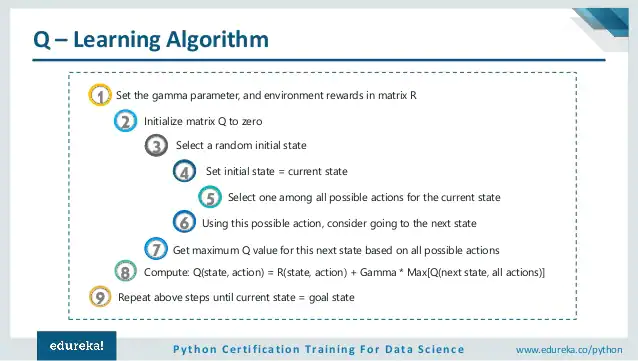 Q – Learning Algorithm
1 Set the gamma parameter, and environment rewards in matrix R
2 Initialize matrix Q to zero
3 Select a random initial state
4 Set initial state = current state
5 Select one among all possible actions for the current state
6 Using this possible action, consider going to the next state
7 Get maximum Q value for this next state based on all possible actions
8 Compute: Q(state, action) = R(state, action) + Gamma * Max[Q(next state, all actions)]
9 Repeat above steps until current state = goal state
edureka! Python Certification Training For Data Science www.edureka.co/python